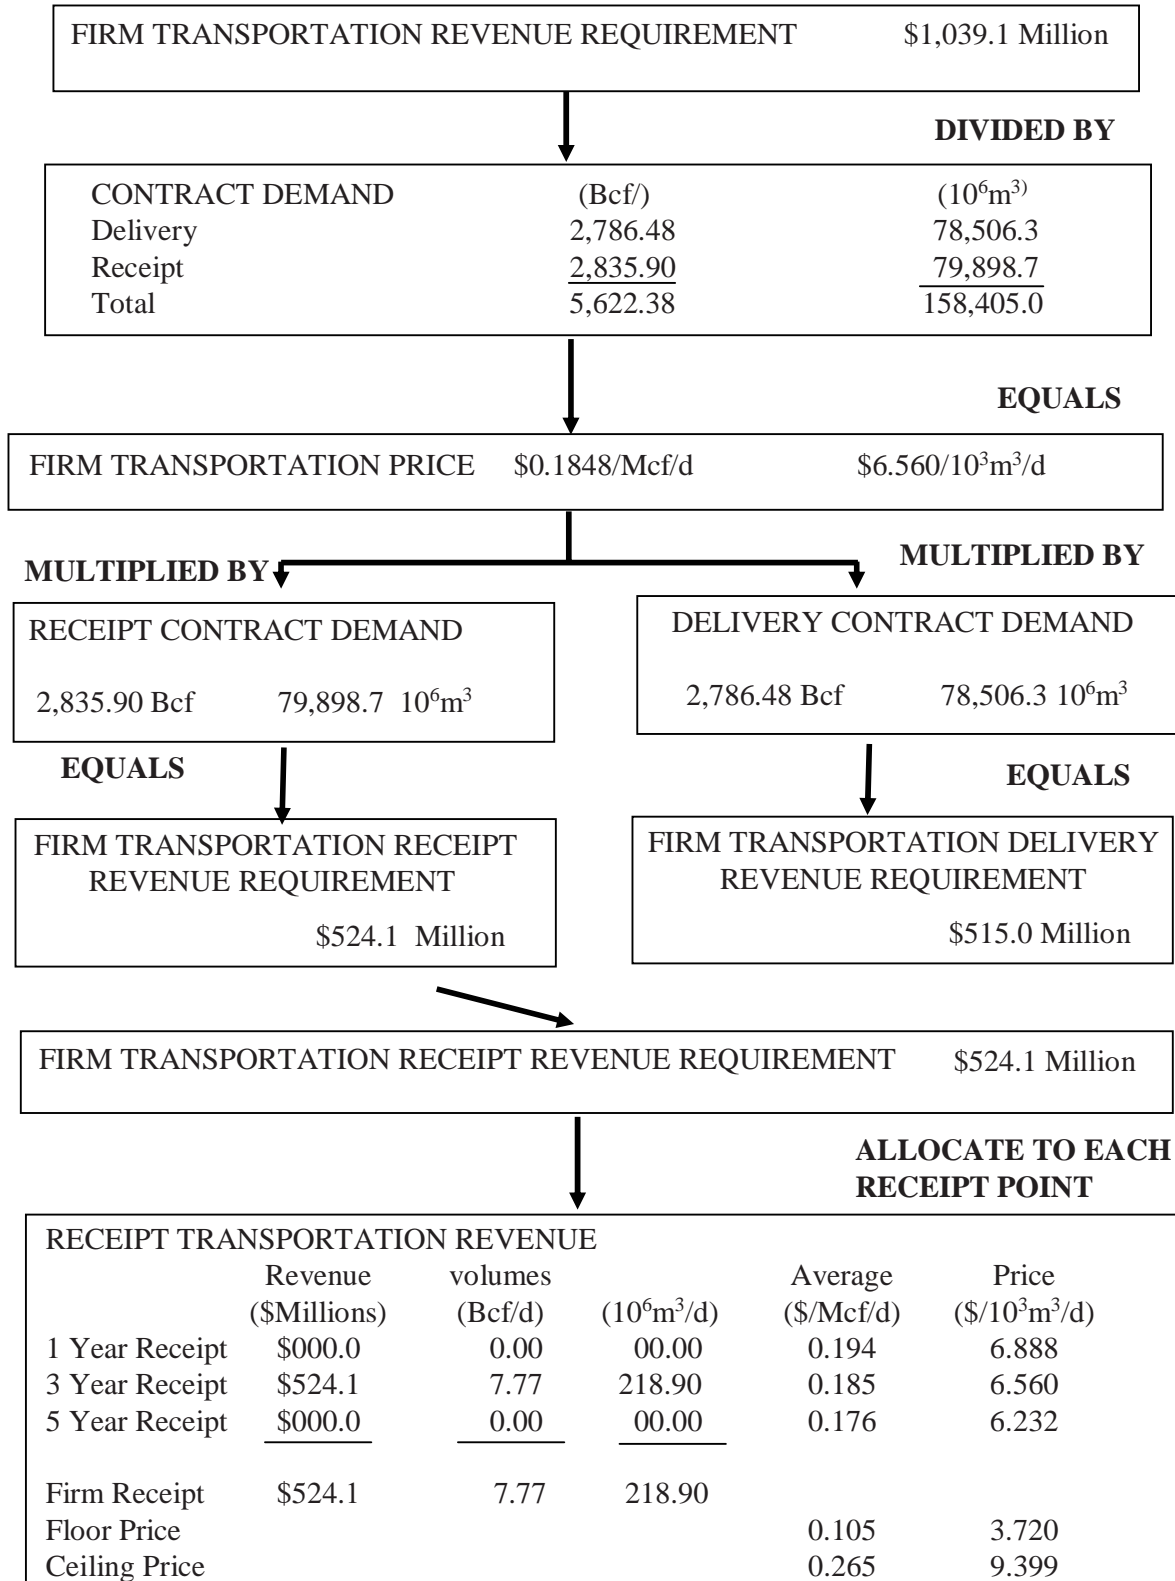 FIRM TRANSPORTATION REVENUE REQUIREMENT $1,039.1 Million
DIVIDED BY
CONTRACT DEMAND (Bcf/) (10⁶m³⁾
Delivery 2,786.48 78,506.3
Receipt 2,835.90 79,898.7
Total 5,622.38 158,405.0
EQUALS
FIRM TRANSPORTATION PRICE $0.1848/Mcf/d $6.560/10³m³/d
MULTIPLIED BY
MULTIPLIED BY
RECEIPT CONTRACT DEMAND
2,835.90 Bcf 79,898.7 10⁶m³
DELIVERY CONTRACT DEMAND
2,786.48 Bcf 78,506.3 10⁶m³
EQUALS
EQUALS
FIRM TRANSPORTATION RECEIPT
REVENUE REQUIREMENT
$524.1 Million
FIRM TRANSPORTATION DELIVERY
REVENUE REQUIREMENT
$515.0 Million
FIRM TRANSPORTATION RECEIPT REVENUE REQUIREMENT $524.1 Million
ALLOCATE TO EACH
RECEIPT POINT
RECEIPT TRANSPORTATION REVENUE
Revenue volumes Average Price
($Millions) (Bcf/d) (10⁶m³/d) ($/Mcf/d) ($/10³m³/d)
1 Year Receipt $000.0 0.00 00.00 0.194 6.888
3 Year Receipt $524.1 7.77 218.90 0.185 6.560
5 Year Receipt $000.0 0.00 00.00 0.176 6.232
Firm Receipt $524.1 7.77 218.90
Floor Price 0.105 3.720
Ceiling Price 0.265 9.399